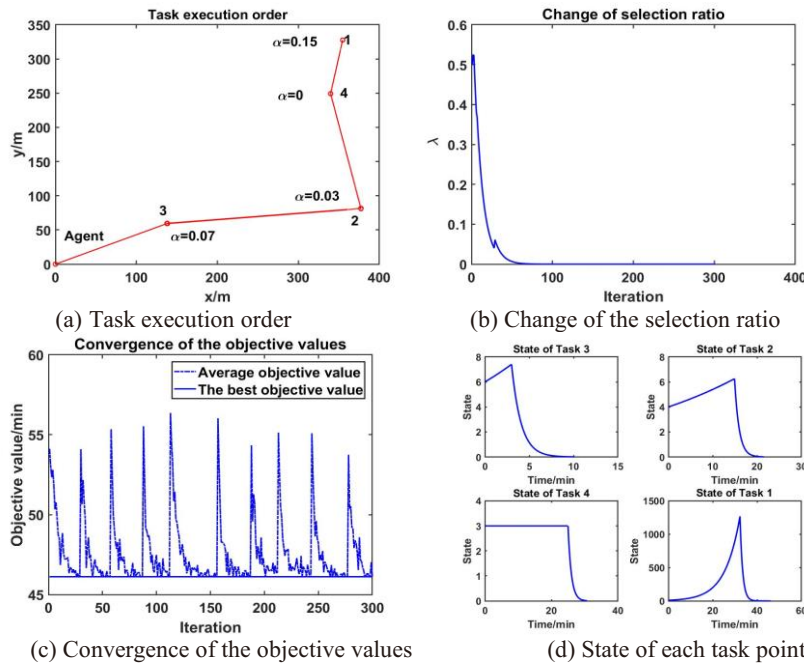 Task execution order
350
300
250
200
150
100
50
0
0
100
200
300
400
y/m
x/m
α=0.15
1
α=0
4
3
α=0.03
2
Agent
α=0.07
(a) Task execution order
Change of selection ratio
0.6
0.5
0.4
0.3
0.2
0.1
0
0
100
200
300
400
λ
Iteration
(b) Change of the selection ratio
Convergence of the objective values
60
55
50
45
0
50
100
150
200
250
300
Objective value/min
Average objective value
The best objective value
Iteration
(c) Convergence of the objective values
State of Task 3
8
6
4
2
0
0
5
10
15
State
Time/min
State of Task 2
8
6
4
2
0
0
10
20
30
State
Time/min
State of Task 4
4
3
2
1
0
0
20
40
State
Time/min
State of Task 1
1500
1000
500
0
0
20
40
60
State
Time/min
(d) State of each task point